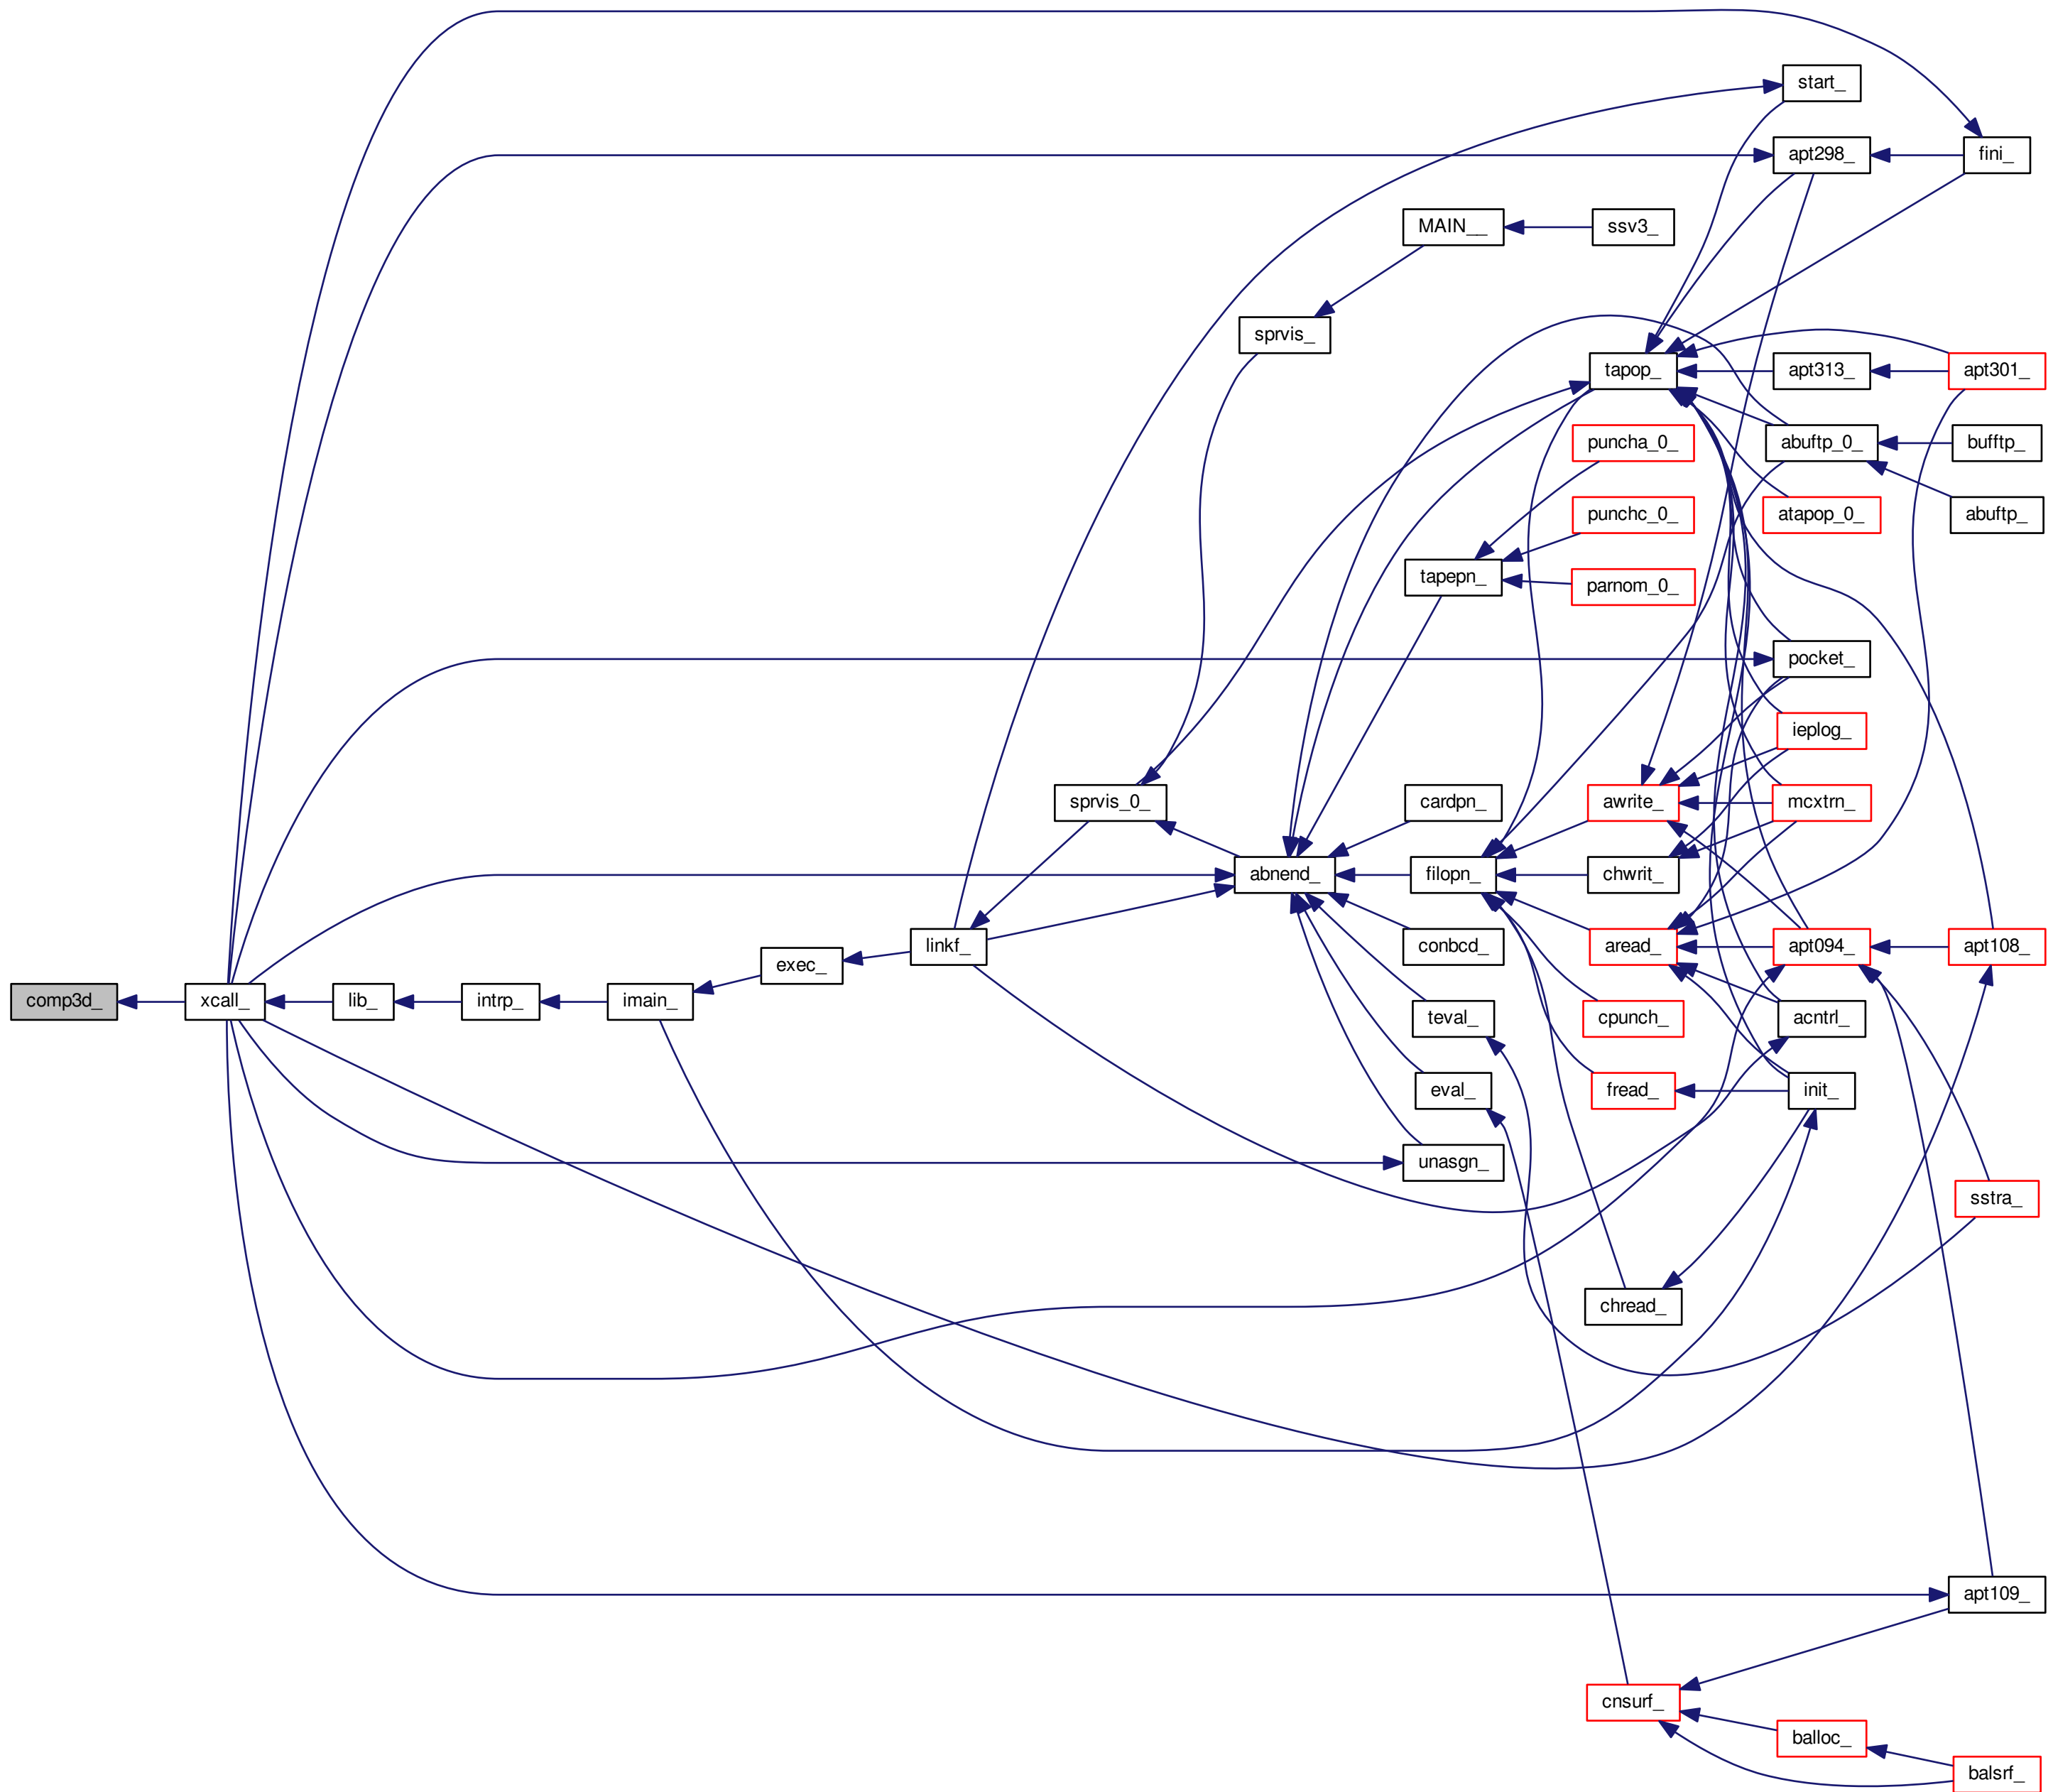 start_
apt298_
fini_
MAIN__
ssv3_
sprvis_
tapop_
apt313_
apt301_
puncha_0_
abuftp_0_
bufftp_
punchc_0_
atapop_0_
abuftp_
tapepn_
parnom_0_
pocket_
ieplog_
sprvis_0_
cardpn_
awrite_
mcxtrn_
abnend_
filopn_
chwrit_
linkf_
conbcd_
aread_
apt094_
apt108_
exec_
comp3d_
xcall_
lib_
intrp_
imain_
teval_
cpunch_
acntrl_
eval_
fread_
init_
unasgn_
sstra_
chread_
apt109_
cnsurf_
balloc_
balsrf_